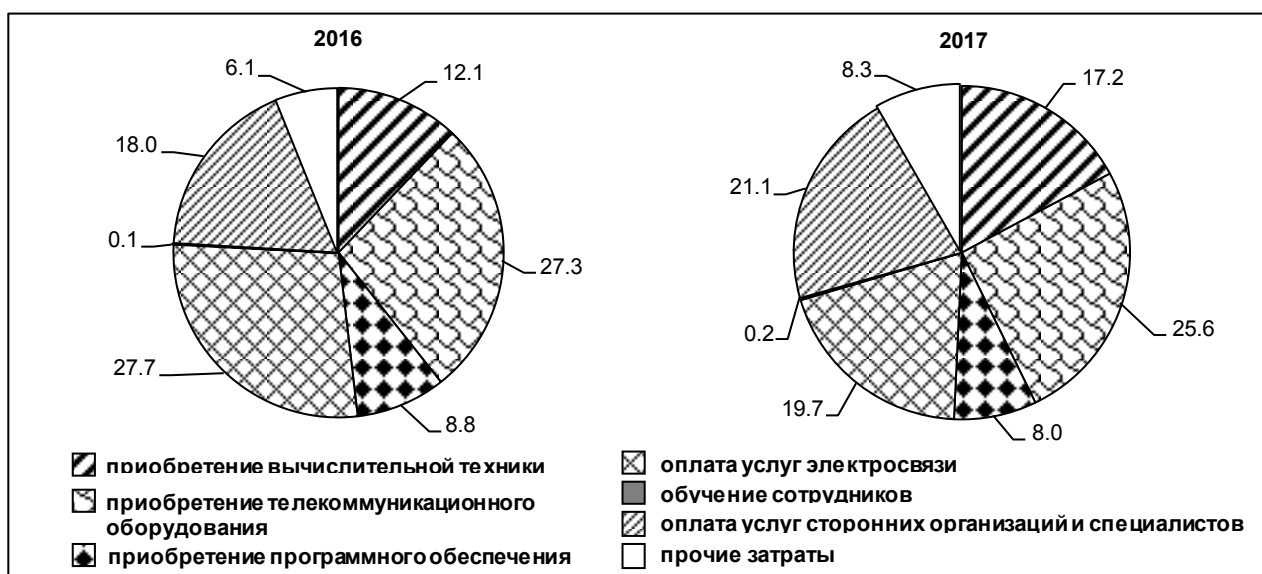 2016
2017
6.1
12.1
18.0
0.1
27.3
27.7
8.8
8.3
17.2
21.1
0.2
25.6
19.7
8.0
приобретение вычислительной техники
приобретение телекоммуникационного
оборудования
приобретение программного обеспечения
оплата услуг электросвязи
обучение сотрудников
оплата услуг сторонних организаций и специалистов
прочие затраты